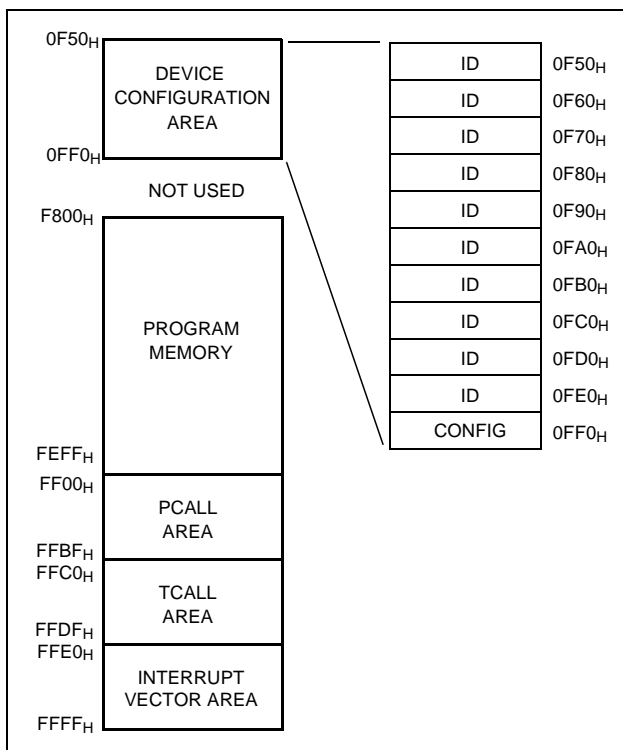 0F50H
DEVICE
CONFIGURATION
AREA
0FF0H
NOT USED
F800H
PROGRAM
MEMORY
FEFFH
FF00H
PCALL
AREA
FFBFH
FFC0H
TCALL
AREA
FFDFH
FFE0H
INTERRUPT
VECTOR AREA
FFFFH
ID 0F50H
ID 0F60H
ID 0F70H
ID 0F80H
ID 0F90H
ID 0FA0H
ID 0FB0H
ID 0FC0H
ID 0FD0H
ID 0FE0H
CONFIG 0FF0H